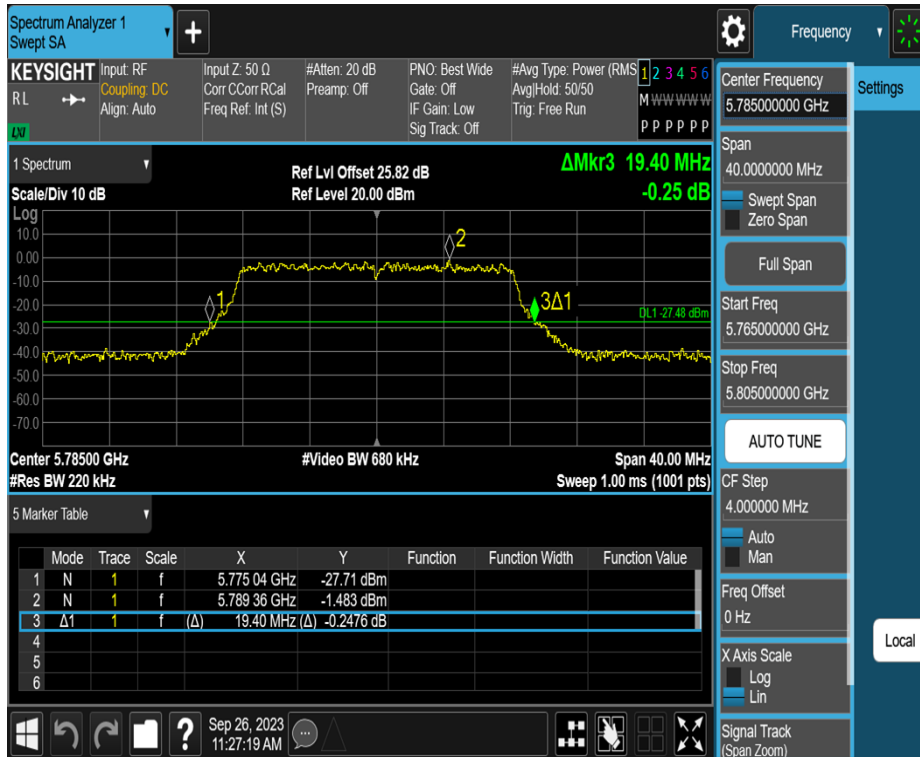 Spectrum Analyzer 1
Swept SA
+
Frequency
KEYSIGHT
R L
LXI
Input: RF
Coupling: DC
Align: Auto
Input Z: 50 Ω
Corr CCorr RCal
Freq Ref: Int (S)
#Atten: 20 dB
Preamp: Off
PNO: Best Wide
Gate: Off
IF Gain: Low
Sig Track: Off
#Avg Type: Power (RMS
Avg|Hold: 50/50
Trig: Free Run
1 2 3 4 5 6
M W W W W W
P P P P P P
1 Spectrum
Scale/Div 10 dB
Ref Lvl Offset 25.82 dB
Ref Level 20.00 dBm
ΔMkr3 19.40 MHz
-0.25 dB
Log
10.0
0.00
-10.0
-20.0
-30.0
-40.0
-50.0
-60.0
-70.0
2
1
3Δ1
DL1 -27.48 dBm
Center 5.78500 GHz
#Video BW 680 kHz
Span 40.00 MHz
#Res BW 220 kHz
Sweep 1.00 ms (1001 pts)
5 Marker Table
Mode Trace Scale X Y Function Function Width Function Value
1 N 1 f 5.775 04 GHz -27.71 dBm
2 N 1 f 5.789 36 GHz -1.483 dBm
3 Δ1 1 f (Δ) 19.40 MHz (Δ) -0.2476 dB
4
5
6
?
Sep 26, 2023
11:27:19 AM
Center Frequency
5.785000000 GHz
Span
40.0000000 MHz
Swept Span
Zero Span
Full Span
Start Freq
5.765000000 GHz
Stop Freq
5.805000000 GHz
AUTO TUNE
CF Step
4.000000 MHz
Auto
Man
Freq Offset
0 Hz
X Axis Scale
Log
Lin
Signal Track
(Span Zoom)
Settings
Local